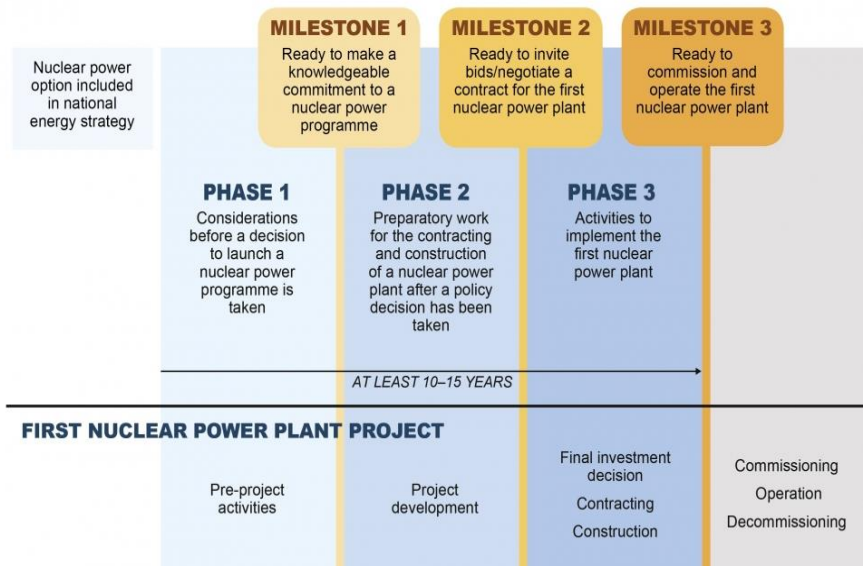 Nuclear power
option included
in national
energy strategy
MILESTONE 1
Ready to make a
knowledgeable
commitment to a
nuclear power
programme
MILESTONE 2
Ready to invite
bids/negotiate a
contract for the first
nuclear power plant
MILESTONE 3
Ready to
commission and
operate the first
nuclear power plant
PHASE 1
Considerations
before a decision
to launch a
nuclear power
programme is
taken
PHASE 2
Preparatory work
for the contracting
and construction
of a nuclear power
plant after a policy
decision has been
taken
PHASE 3
Activities to
implement the
first nuclear
power plant
AT LEAST 10–15 YEARS
FIRST NUCLEAR POWER PLANT PROJECT
Pre-project
activities
Project
development
Final investment
decision
Contracting
Construction
Commissioning
Operation
Decommissioning